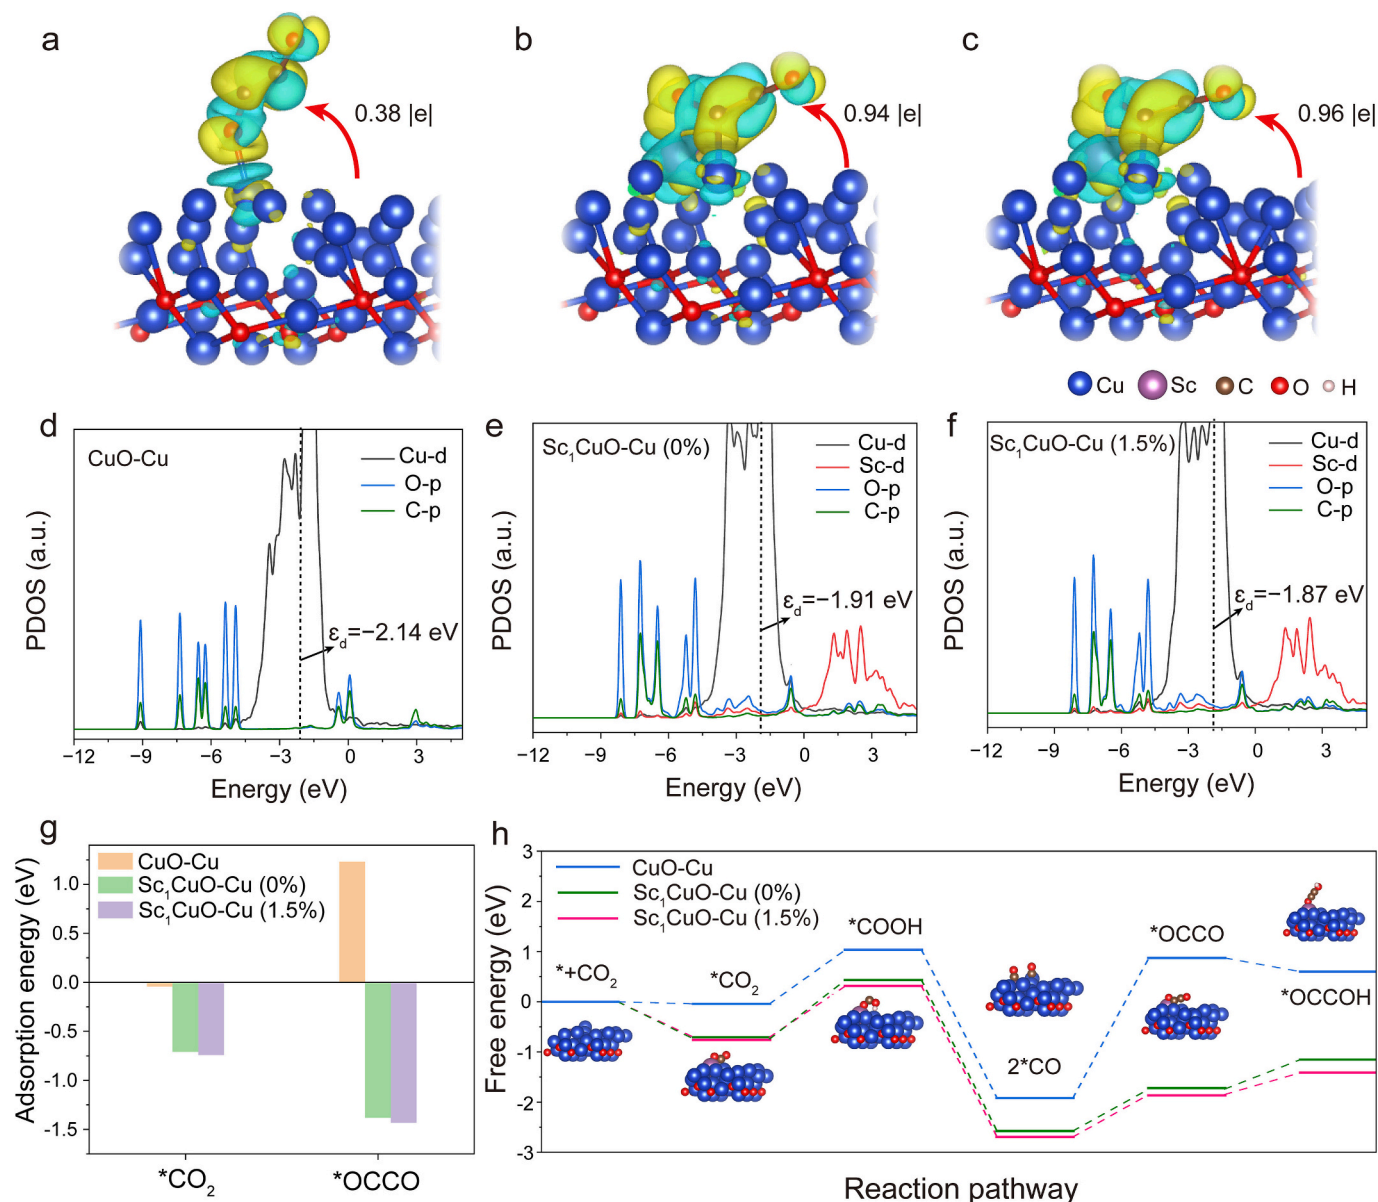 a
0.38 |e|
b
0.94 |e|
c
0.96 |e|
Cu Sc C O H
d
CuO-Cu
Cu-d
O-p
C-p
εd=−2.14 eV
PDOS (a.u.)
−12 −9 −6 −3 0 3
Energy (eV)
e
Sc₁CuO-Cu (0%)
Cu-d
Sc-d
O-p
C-p
εd=−1.91 eV
PDOS (a.u.)
−12 −9 −6 −3 0 3
Energy (eV)
f
Sc₁CuO-Cu (1.5%)
Cu-d
Sc-d
O-p
C-p
εd=−1.87 eV
PDOS (a.u.)
−12 −9 −6 −3 0 3
Energy (eV)
g
CuO-Cu
Sc₁CuO-Cu (0%)
Sc₁CuO-Cu (1.5%)
Adsorption energy (eV)
1.0
0.5
0.0
-0.5
-1.0
-1.5
*CO₂ *OCCO
h
CuO-Cu
Sc₁CuO-Cu (0%)
Sc₁CuO-Cu (1.5%)
Free energy (eV)
3
2
1
0
-1
-2
-3
*+CO₂
*CO₂
*COOH
2*CO
*OCCO
*OCCOH
Reaction pathway